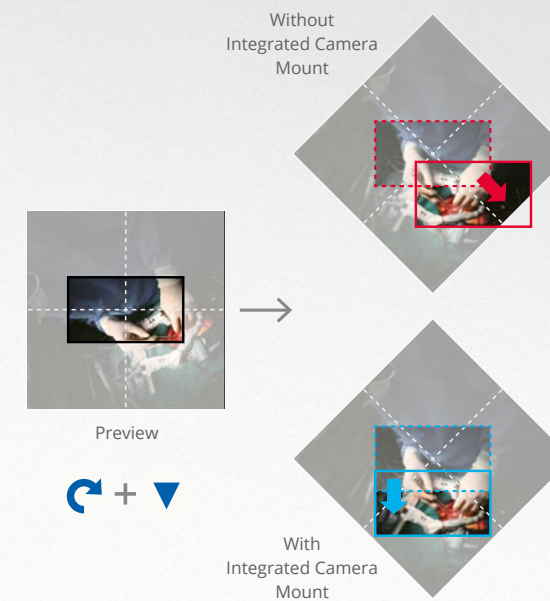 Without
Integrated Camera
Mount
Preview
With
Integrated Camera
Mount